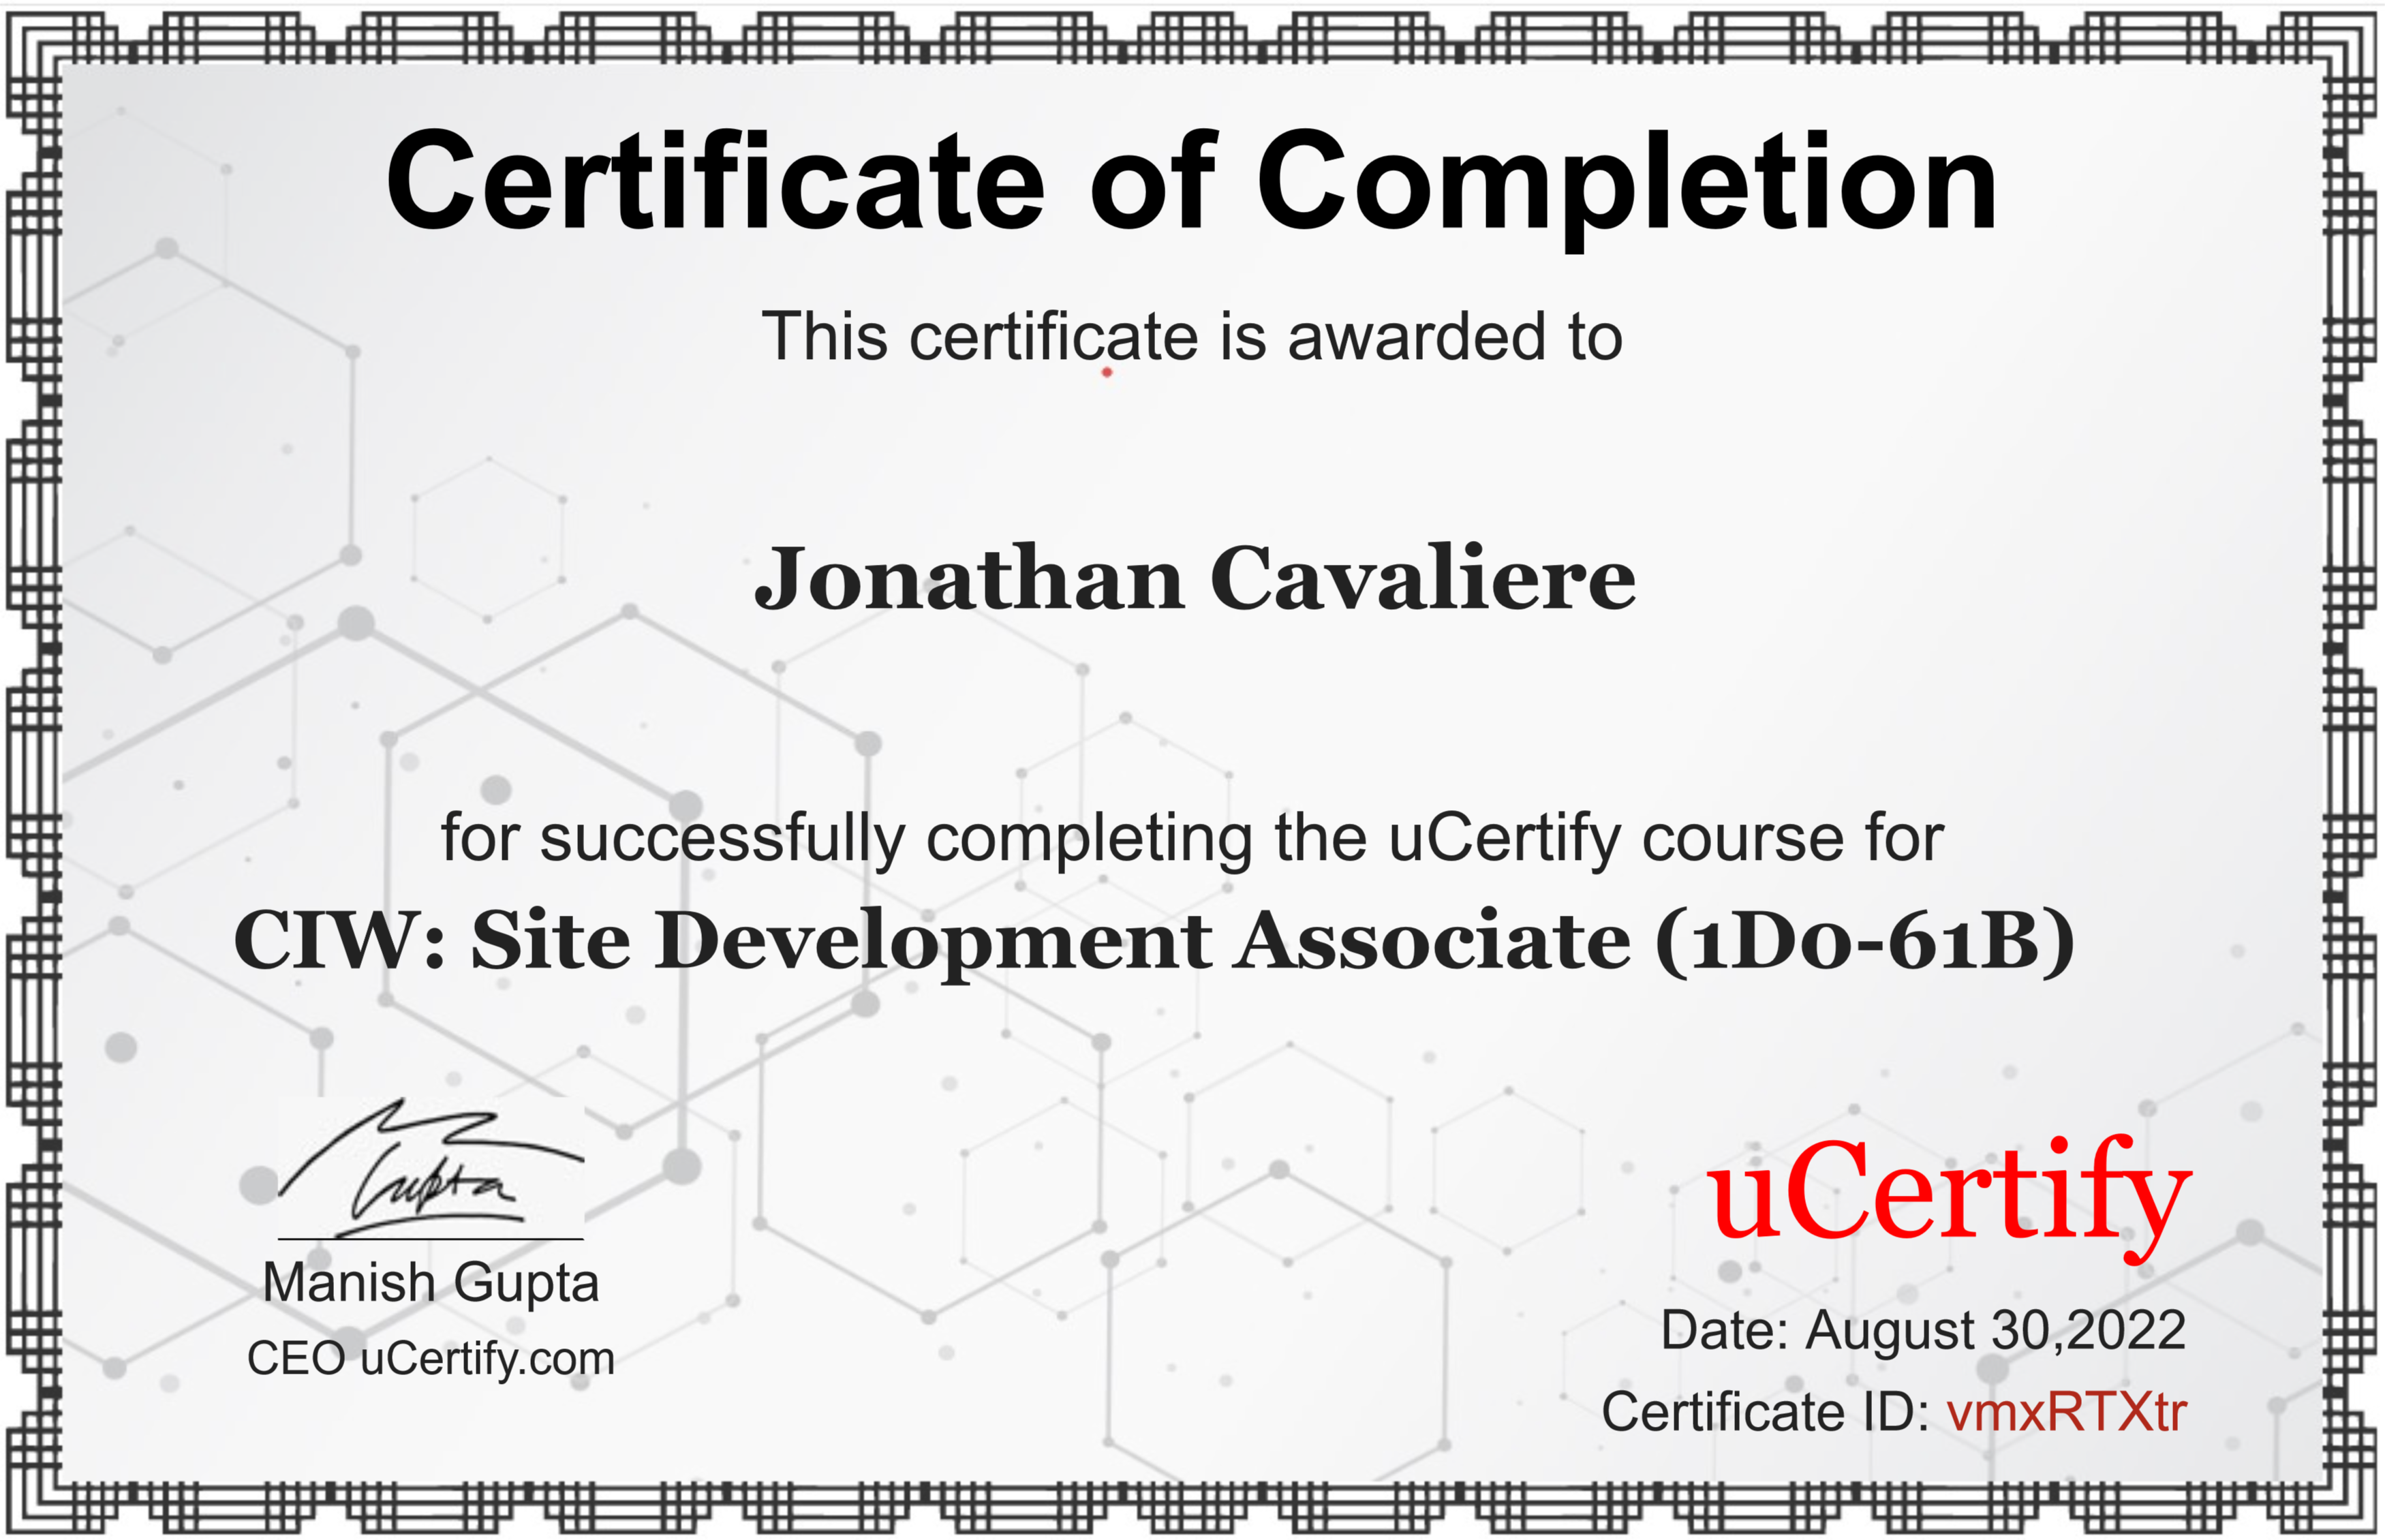 Certificate of Completion
This certificate is awarded to
Jonathan Cavaliere
for successfully completing the uCertify course for
CIW: Site Development Associate (1D0-61B)
Gupta
Manish Gupta
CEO uCertify.com
uCertify
Date: August 30,2022
Certificate ID: vmxRTXtr